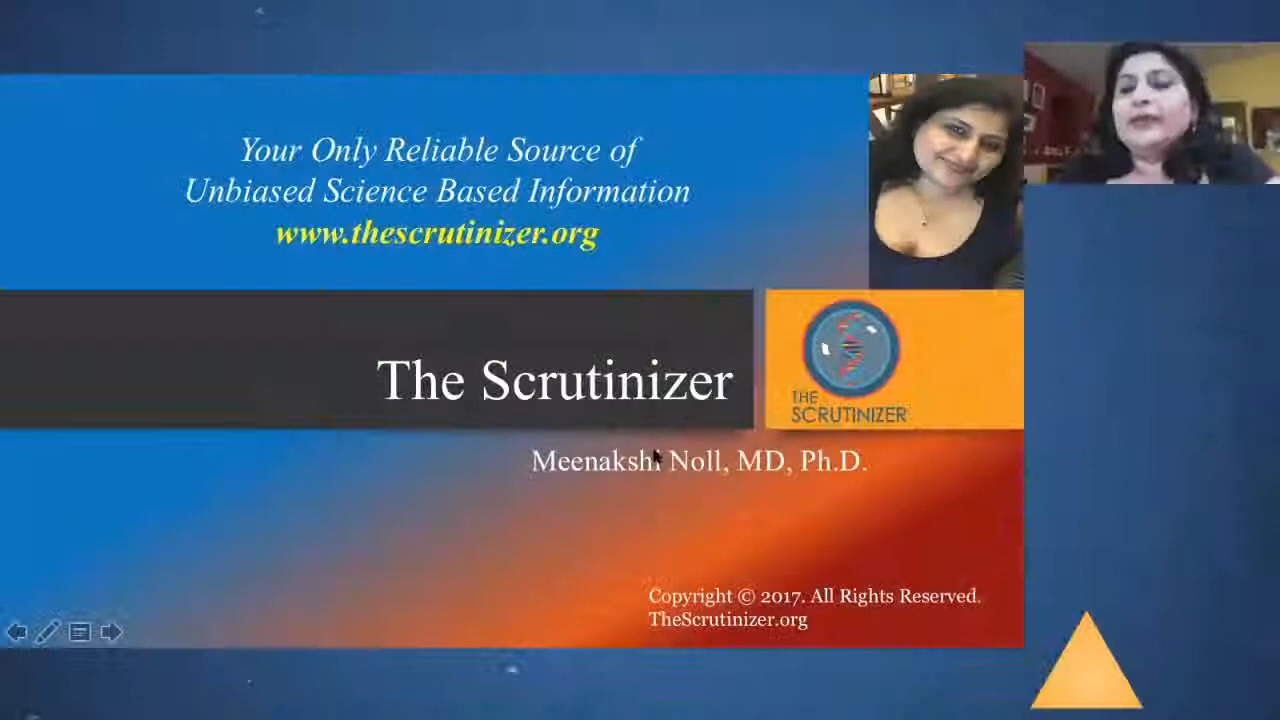 Your Only Reliable Source of
Unbiased Science Based Information
www.thescrutinizer.org
The Scrutinizer
THE
SCRUTINIZER
Meenakshi Noll, MD, Ph.D.
Copyright © 2017. All Rights Reserved.
TheScrutinizer.org